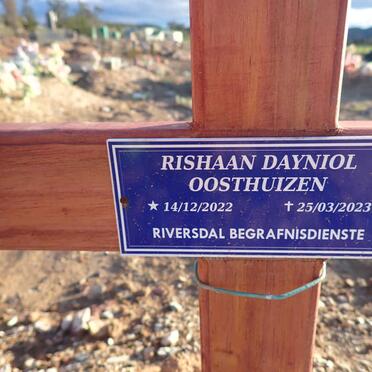 RISHAAN DAYNIOL
OOSTHUIZEN
★ 14/12/2022 ✝ 25/03/2023
RIVERSDAL BEGRAFNISDIENSTE